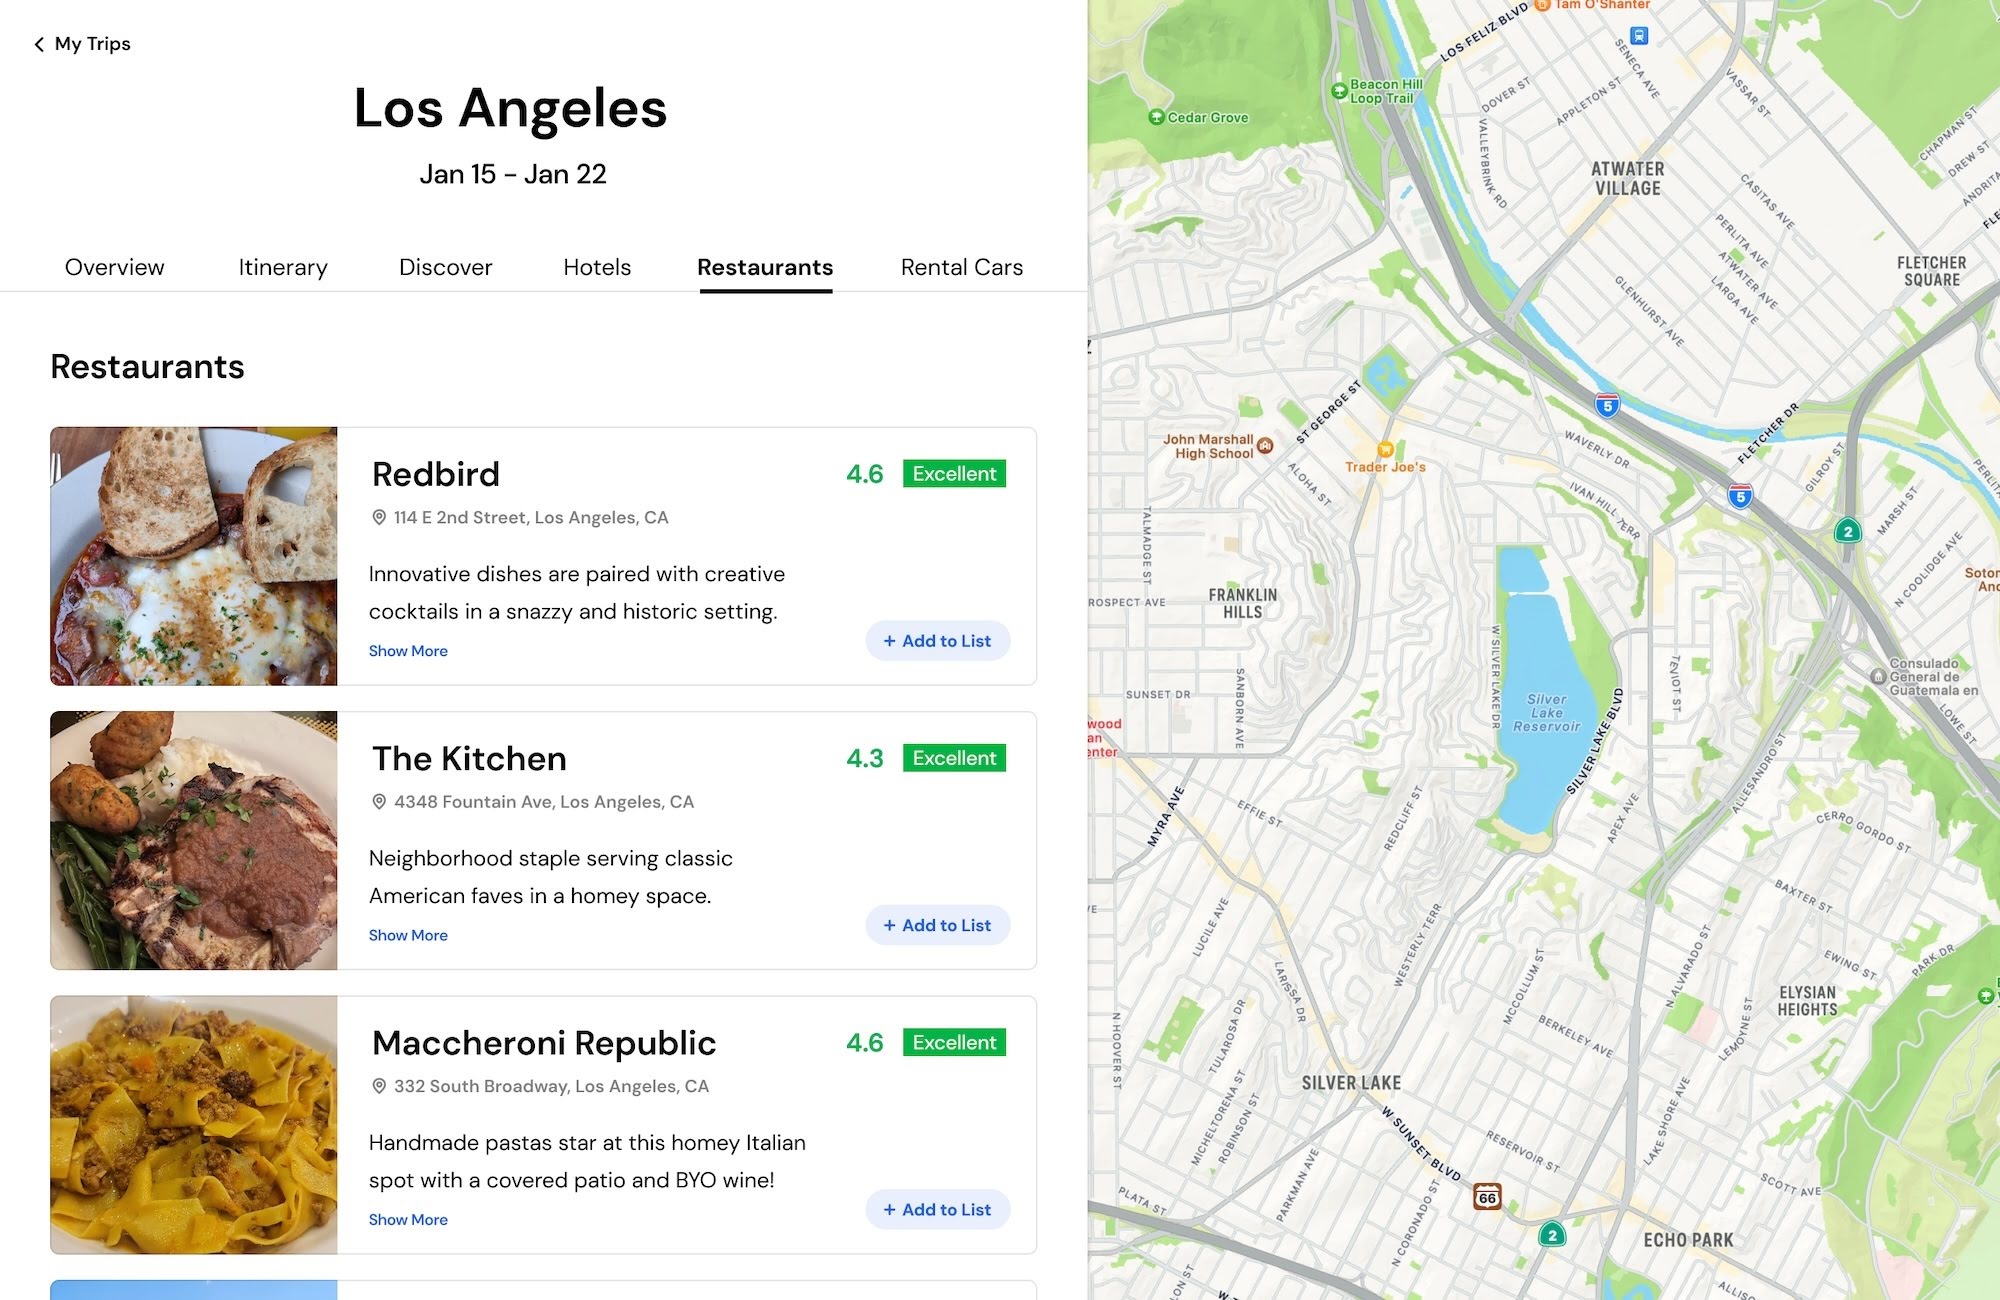 My Trips
Los Angeles
Jan 15 - Jan 22
Overview
Itinerary
Discover
Hotels
Restaurants
Rental Cars
Restaurants
Redbird
4.6
Excellent
114 E 2nd Street, Los Angeles, CA
Innovative dishes are paired with creative
cocktails in a snazzy and historic setting.
Show More
+ Add to List
The Kitchen
4.3
Excellent
4348 Fountain Ave, Los Angeles, CA
Neighborhood staple serving classic
American faves in a homey space.
Show More
+ Add to List
Maccheroni Republic
4.6
Excellent
332 South Broadway, Los Angeles, CA
Handmade pastas star at this homey Italian
spot with a covered patio and BYO wine!
Show More
+ Add to List
Tam O'Shanter
LOS FELIZ BLVD
SENECA AVE
Beacon Hill
Loop Trail
Cedar Grove
DOVER ST
APPLETON ST
VASSAR ST
VALLEYBRINK RD
CHAPMAN ST
DREW ST
ATWATER
VILLAGE
CASITAS AVE
PERLITA AVE
ATWATER AVE
LARGA AVE
GLENHURST AVE
FLETCHER
SQUARE
5
ST GEORGE ST
FLETCHER DR
John Marshall
High School
Trader Joe's
ALOHA ST
WAVERLY DR
GILROY ST
5
IVAN HILL TERR
MARSH ST
2
TALMADGE ST
N COOLIDGE AVE
FRANKLIN
HILLS
ROSPECT AVE
W SILVER LAKE DR
TEVIOT ST
SUNSET DR
SANBORN AVE
Silver
Lake
Reservoir
SILVER LAKE BLVD
Consulado
General de
Guatemala en
LOWE ST
wood
an
enter
MYRA AVE
EFFIE ST
REDCLIFF ST
APEX AVE
ALLESANDRO ST
CERRO GORDO ST
BAXTER ST
LUCILE AVE
WESTERLY TERR
LARISSA DR
MCCOLLUM ST
N ALVARADO ST
EWING ST
PARK DR
ELYSIAN
HEIGHTS
N HOOVER ST
TULAROSA DR
BERKELEY AVE
LEMOYNE ST
SILVER LAKE
MICHELTORENA ST
ROBINSON ST
W SUNSET BLVD
RESERVOIR ST
LAKE SHORE AVE
SCOTT AVE
PLATA ST
PARKMAN AVE
N CORONADO ST
66
2
ECHO PARK